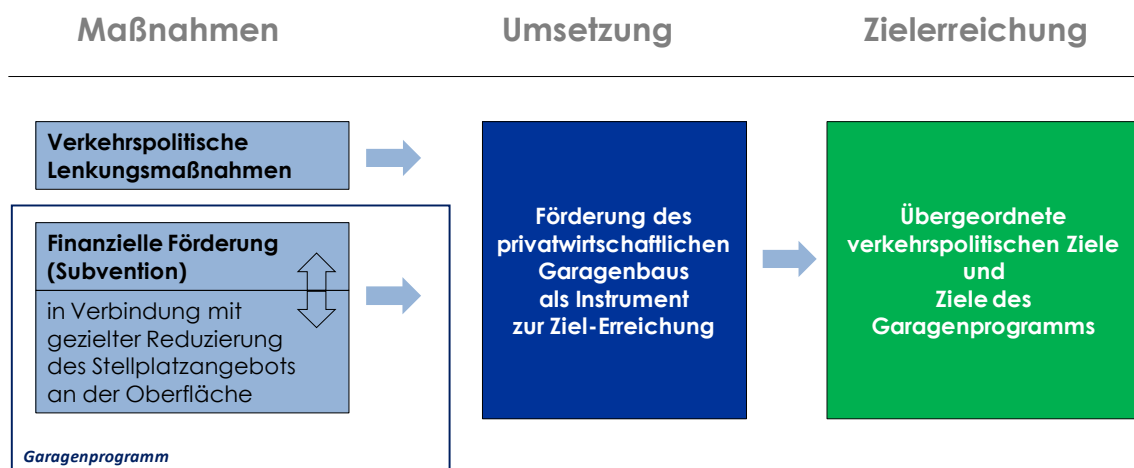 Maßnahmen
Umsetzung
Zielerreichung
Verkehrspolitische
Lenkungsmaßnahmen
Finanzielle Förderung
(Subvention)
in Verbindung mit
gezielter Reduzierung
des Stellplatzangebots
an der Oberfläche
Garagenprogramm
Förderung des
privatwirtschaftlichen
Garagenbaus
als Instrument
zur Ziel-Erreichung
Übergeordnete
verkehrspolitischen Ziele
und
Ziele des
Garagenprogramms